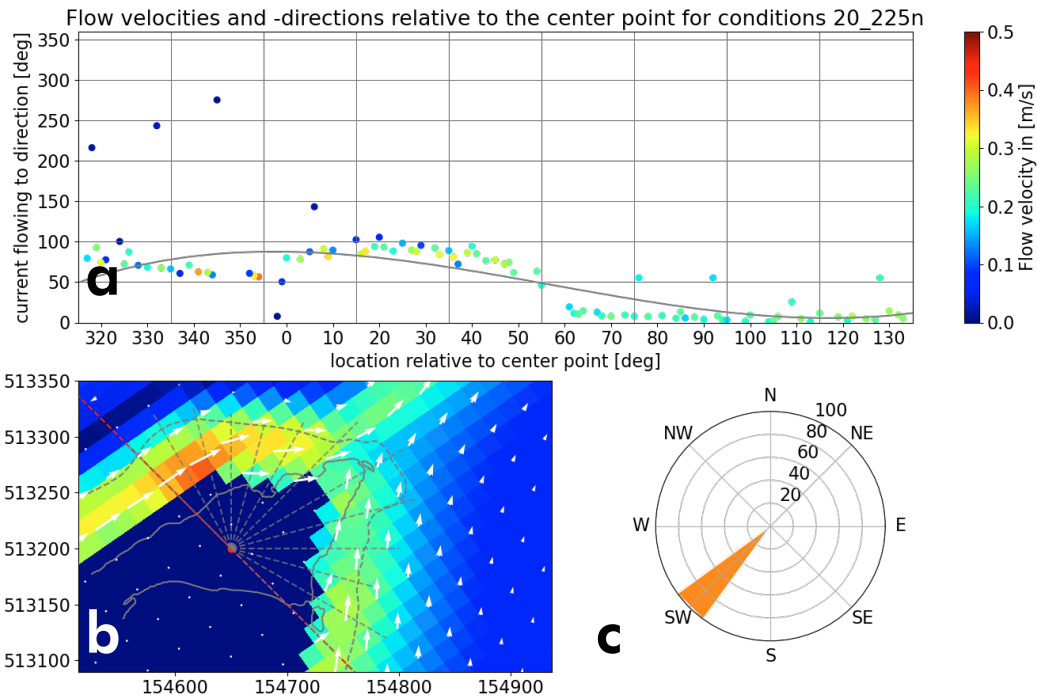 Flow velocities and -directions relative to the center point for conditions 20_225n
current flowing to direction [deg]
350
300
250
200
150
100
50
0
a
320 330 340 350 0 10 20 30 40 50 60 70 80 90 100 110 120 130
location relative to center point [deg]
0.5
0.4
0.3
0.2
0.1
0.0
Flow velocity in [m/s]
513350
513300
513250
513200
513150
513100
b
154600 154700 154800 154900
c
N
NE
E
SE
S
SW
W
NW
100
80
60
40
20